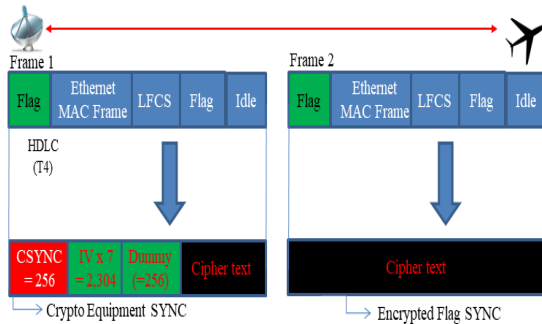 Frame 1
Frame 2
Flag
Ethernet
MAC Frame
LFCS
Flag
Idle
Flag
Ethernet
MAC Frame
LFCS
Flag
Idle
HDLC
(T4)
CSYNC
= 256
IV x 7
= 2,304
Dummy
(=256)
Cipher text
Cipher text
Crypto Equipment SYNC
Encrypted Flag SYNC